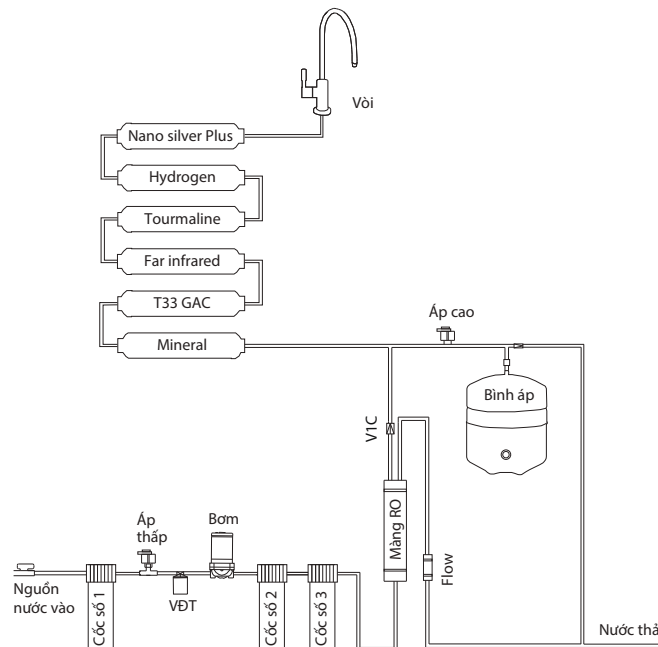 Vòi
Nano silver Plus
Hydrogen
Tourmaline
Far infrared
T33 GAC
Mineral
Áp cao
Bình áp
V1C
Màng RO
Flow
Áp
thấp
Bơm
Nguồn
nước vào
Cốc số 1
VĐT
Cốc số 2
Cốc số 3
Nước thả